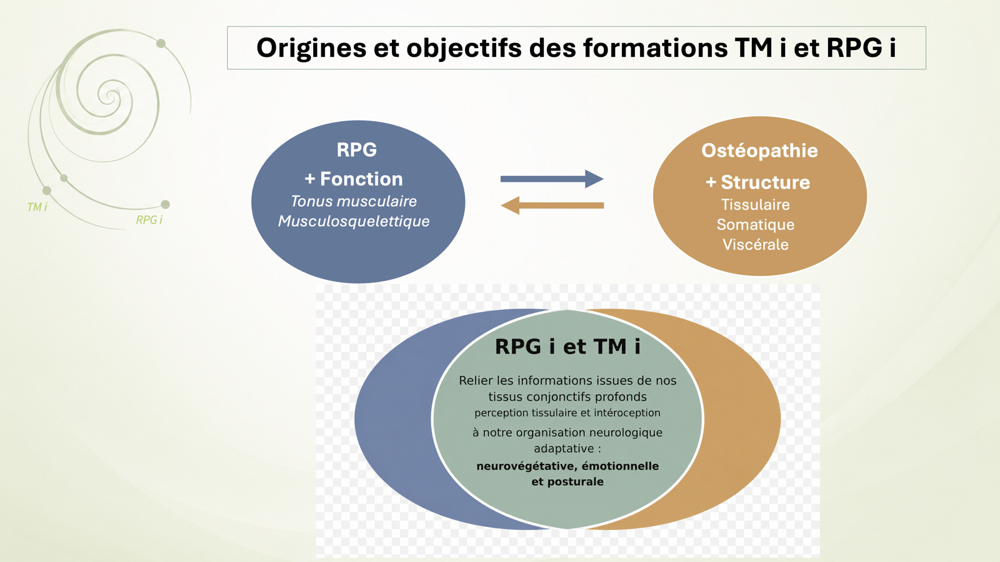 Origines et objectifs des formations TM i et RPG i
TM i
RPG i
RPG
+ Fonction
Tonus musculaire
Musculosquelettique
Ostéopathie
+ Structure
Tissulaire
Somatique
Viscérale
RPG i et TM i
Relier les informations issues de nos
tissus conjonctifs profonds
perception tissulaire et intéroception
à notre organisation neurologique
adaptative :
neurovégétative, émotionnelle
et posturale